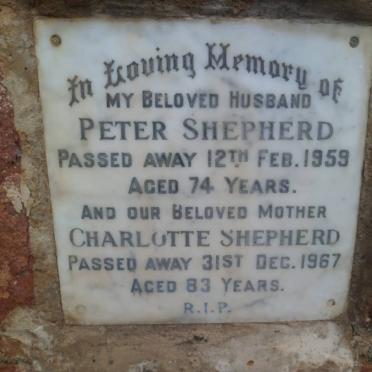 In Loving Memory of
MY BELOVED HUSBAND
PETER SHEPHERD
PASSED AWAY 12TH FEB. 1959
AGED 74 YEARS.
AND OUR BELOVED MOTHER
CHARLOTTE SHEPHERD
PASSED AWAY 31ST DEC. 1967
AGED 83 YEARS.
R.I.P.